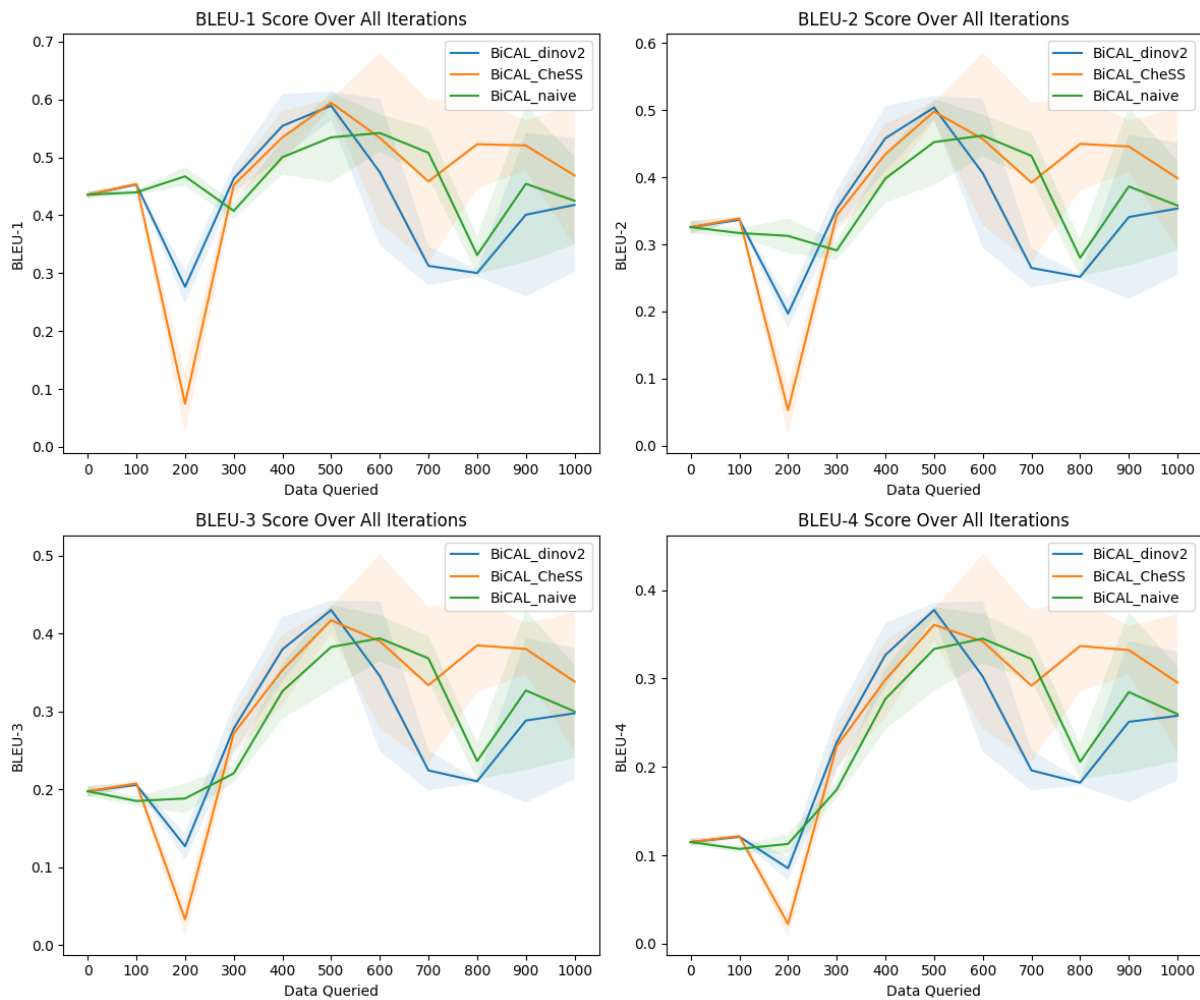 BLEU-1 Score Over All Iterations
BLEU-1
0.7
0.6
0.5
0.4
0.3
0.2
0.1
0.0
BiCAL_dinov2
BiCAL_CheSS
BiCAL_naive
0 100 200 300 400 500 600 700 800 900 1000
Data Queried
BLEU-2 Score Over All Iterations
BLEU-2
0.6
0.5
0.4
0.3
0.2
0.1
0.0
BiCAL_dinov2
BiCAL_CheSS
BiCAL_naive
0 100 200 300 400 500 600 700 800 900 1000
Data Queried
BLEU-3 Score Over All Iterations
BLEU-3
0.5
0.4
0.3
0.2
0.1
0.0
BiCAL_dinov2
BiCAL_CheSS
BiCAL_naive
0 100 200 300 400 500 600 700 800 900 1000
Data Queried
BLEU-4 Score Over All Iterations
BLEU-4
0.4
0.3
0.2
0.1
0.0
BiCAL_dinov2
BiCAL_CheSS
BiCAL_naive
0 100 200 300 400 500 600 700 800 900 1000
Data Queried